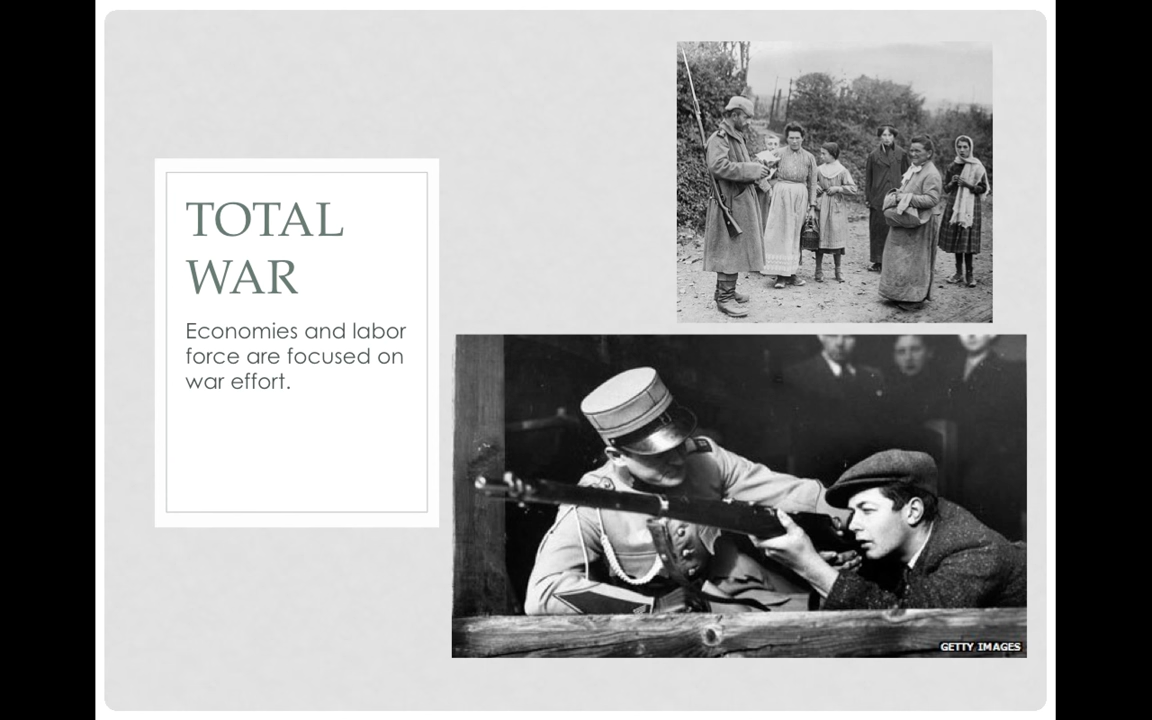 TOTAL
WAR
Economies and labor
force are focused on
war effort.
GETTY IMAGES